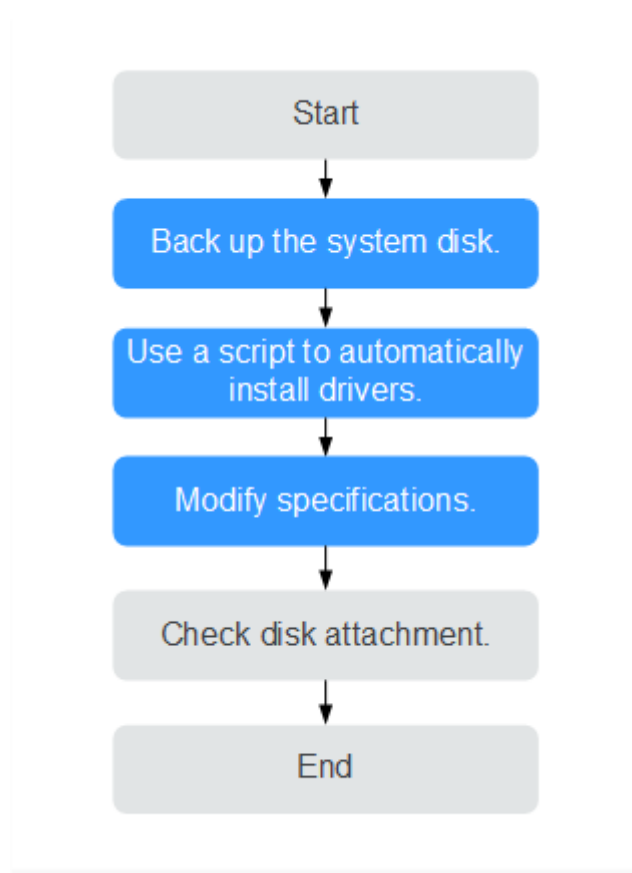 Start
Back up the system disk.
Use a script to automatically
install drivers.
Modify specifications.
Check disk attachment.
End